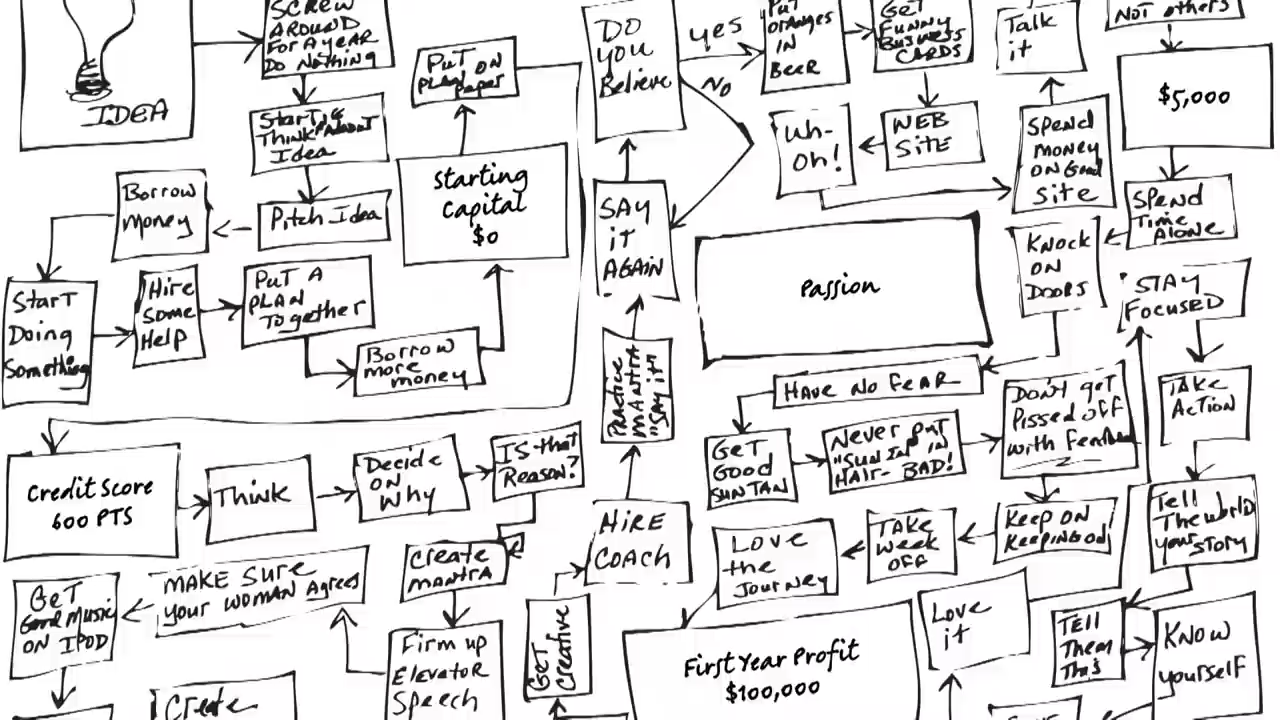 IDEA
SCREW
AROUND
FOR A YEAR
DO NOTHING
Starting
Think About
Idea
Pitch Idea
Borrow
money
Start
Doing
Something
Hire
Some
Help
Put A
PLAN
Together
Borrow
more
money
Starting
Capital
$0
Put on
PLAN
Paper
Credit Score
600 PTS
Think
Decide
ON
Why
IS that
Reason?
Create
MANTRA
Firm up
Elevator
Speech
MAKE Sure
your WOMAN Agrees
Get
Good Music
ON IPOD
Create
Get
Creative
HIRE
COACH
PRACTICE
MANTRA
"SAY it"
SAY
it
AGAIN
DO
you
Believe
yes
No
Put
oranges
IN
Beer
Get
Funny
Business
CARDS
WEB
Site
Uh-
Oh!
Spend
Money
ON Good
Site
Talk
it
NOT others
$5,000
Spend
Time
ALONE
Knock
ON
Doors
Passion
HAVE NO FEAR
Get
Good
SUNTAN
Never put
"SUN IN" IN
HAIR- BAD!
Don't get
Pissed off
with
Keep ON
KeepingOn
TAKE
Week
OFF
Love
the
Journey
First Year Profit
$100,000
Love
it
STAY
FOCUSED
TAKE
Action
Tell
The World
your STORY
TELL
Them
This
KNOW
yourself